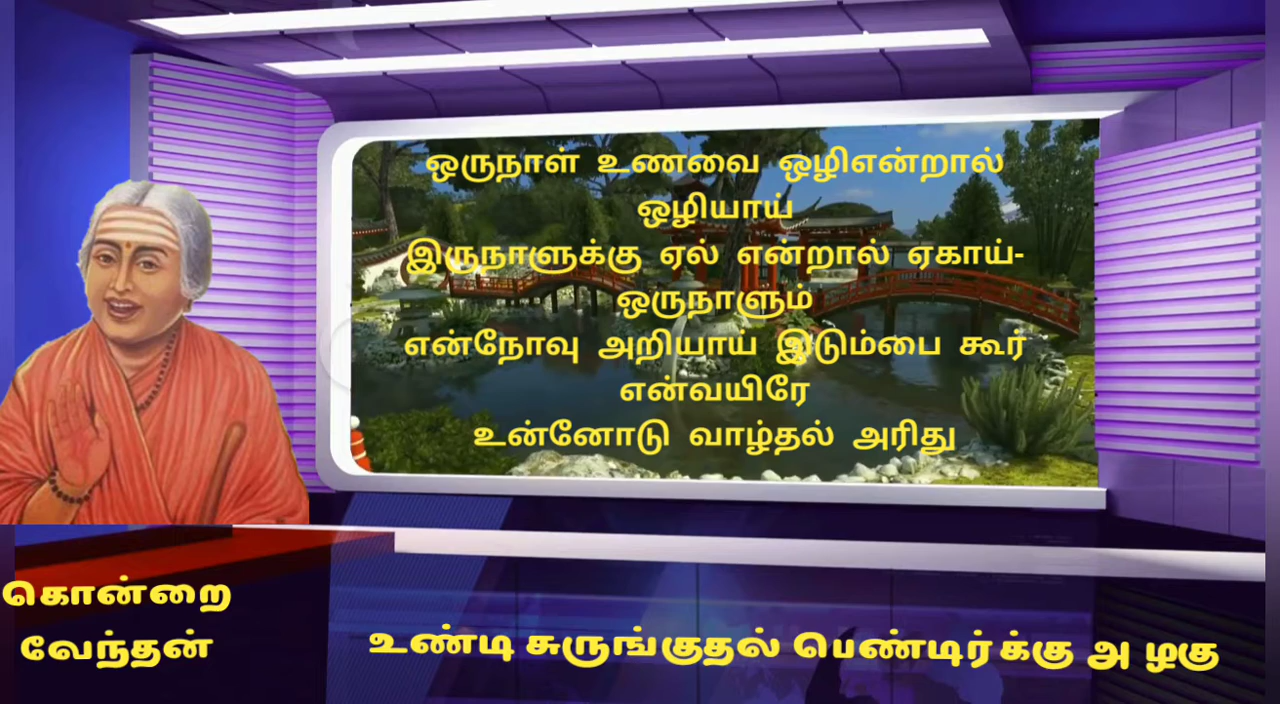 ஒருநாள் உணவை ஒழிஎன்றால்
ஒழியாய்
இருநாளுக்கு ஏல் என்றால் ஏகாய்-
ஒருநாளும்
என்நோவு அறியாய் இடும்பை கூர்
என்வயிரே
உன்னோடு வாழ்தல் அரிது
கொன்றை
வேந்தன்
உண்டி சுருங்குதல் பெண்டிர்க்கு அழகு